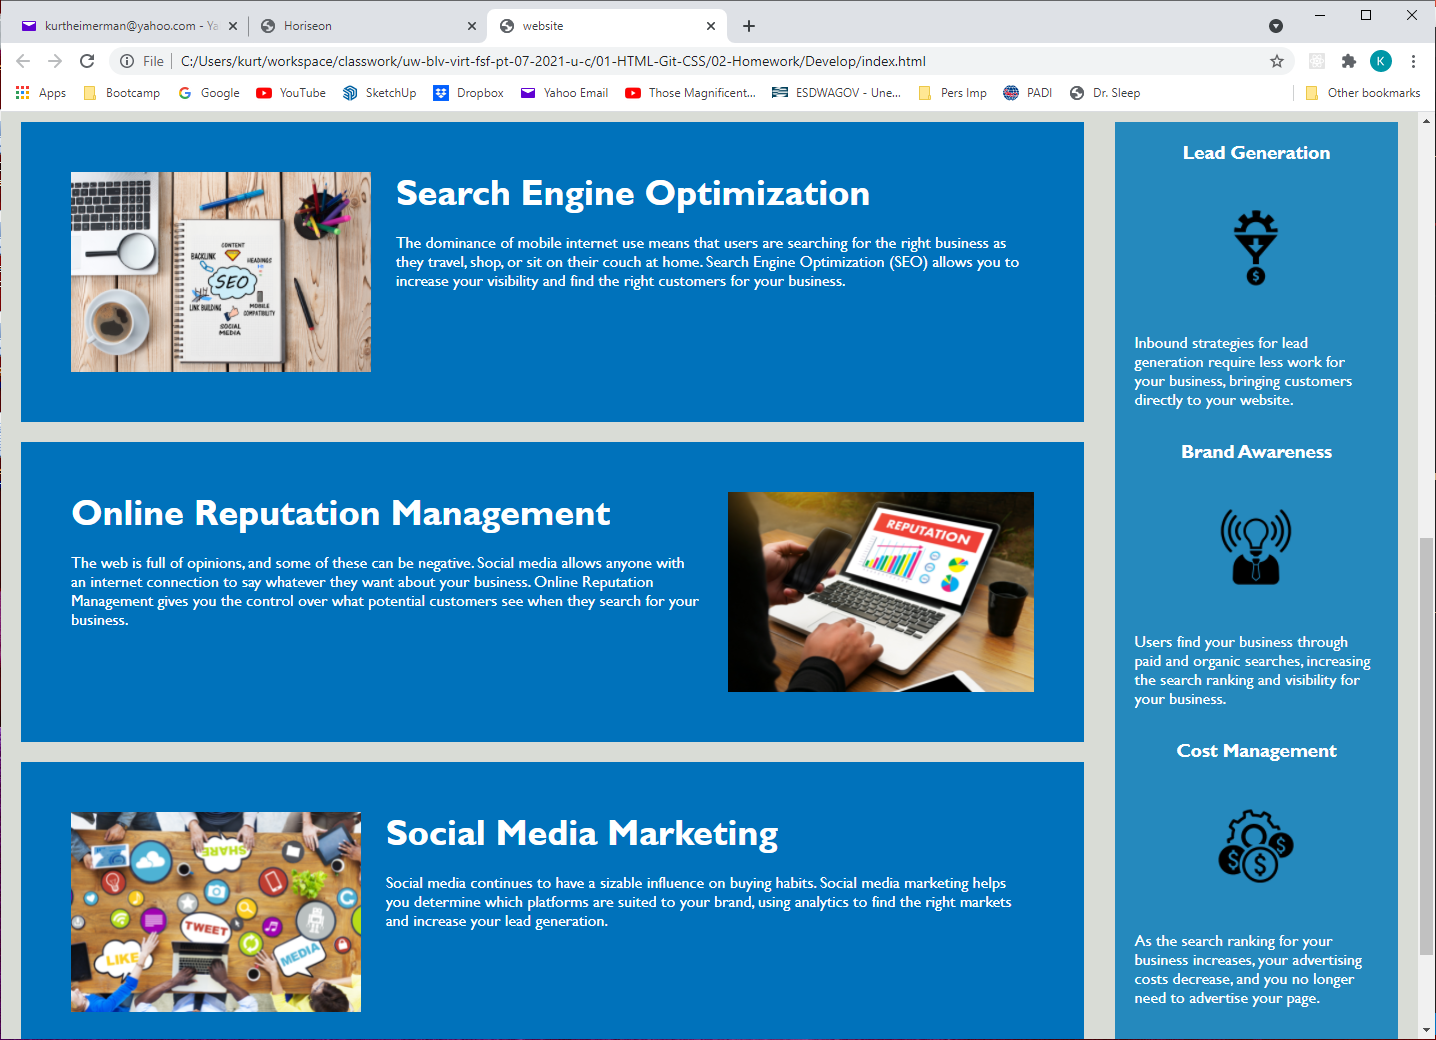 kurtheimerman@yahoo.com - Ya
Horiseon
website
File
C:/Users/kurt/workspace/classwork/uw-blv-virt-fsf-pt-07-2021-u-c/01-HTML-Git-CSS/02-Homework/Develop/index.html
K
Apps
Bootcamp
Google
YouTube
SketchUp
Dropbox
Yahoo Email
Those Magnificent...
ESDWAGOV - Une...
Pers Imp
PADI
Dr. Sleep
Other bookmarks
CONTENT
BACKLINK
HEADINGS
SEO
LINK BUILDING
MOBILE
COMPATIBILITY
SOCIAL
MEDIA
Search Engine Optimization
The dominance of mobile internet use means that users are searching for the right business as
they travel, shop, or sit on their couch at home. Search Engine Optimization (SEO) allows you to
increase your visibility and find the right customers for your business.
Online Reputation Management
The web is full of opinions, and some of these can be negative. Social media allows anyone with
an internet connection to say whatever they want about your business. Online Reputation
Management gives you the control over what potential customers see when they search for your
business.
REPUTATION
SHARE
TWEET
LIKE
MEDIA
Social Media Marketing
Social media continues to have a sizable influence on buying habits. Social media marketing helps
you determine which platforms are suited to your brand, using analytics to find the right markets
and increase your lead generation.
Lead Generation
$
Inbound strategies for lead
generation require less work for
your business, bringing customers
directly to your website.
Brand Awareness
Users find your business through
paid and organic searches, increasing
the search ranking and visibility for
your business.
Cost Management
$ $ $
As the search ranking for your
business increases, your advertising
costs decrease, and you no longer
need to advertise your page.